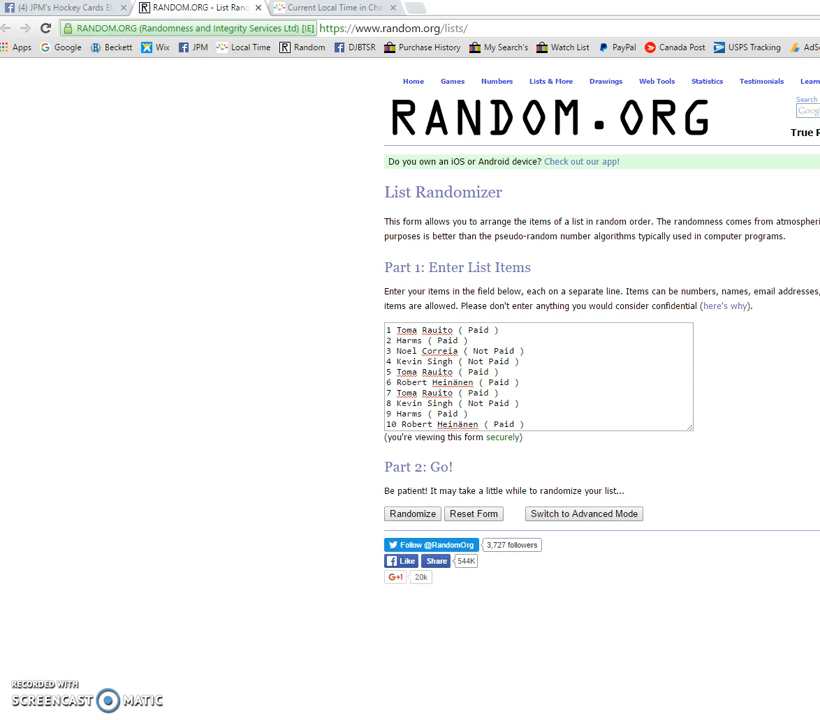 (4) JPM's Hockey Cards B
RANDOM.ORG - List Rand
Current Local Time in Cha
RANDOM.ORG (Randomness and Integrity Services Ltd) [IE]
https://www.random.org/lists/
Apps
Google
Beckett
Wix
JPM
Local Time
Random
DJBTSR
Purchase History
My Search's
Watch List
PayPal
Canada Post
USPS Tracking
AdS
Home
Games
Numbers
Lists & More
Drawings
Web Tools
Statistics
Testimonials
Learn
RANDOM.ORG
Search
Goog
True R
Do you own an iOS or Android device? Check out our app!
List Randomizer
This form allows you to arrange the items of a list in random order. The randomness comes from atmospheri
purposes is better than the pseudo-random number algorithms typically used in computer programs.
Part 1: Enter List Items
Enter your items in the field below, each on a separate line. Items can be numbers, names, email addresses,
items are allowed. Please don't enter anything you would consider confidential (here's why).
1 Toma Rauito ( Paid )
2 Harms ( Paid )
3 Noel Correia ( Not Paid )
4 Kevin Singh ( Not Paid )
5 Toma Rauito ( Paid )
6 Robert Heinänen ( Paid )
7 Toma Rauito ( Paid )
8 Kevin Singh ( Not Paid )
9 Harms ( Paid )
10 Robert Heinänen ( Paid )
(you're viewing this form securely)
Part 2: Go!
Be patient! It may take a little while to randomize your list...
Randomize
Reset Form
Switch to Advanced Mode
Follow @RandomOrg
3,727 followers
Like
Share
544K
G+1
20k
RECORDED WITH
SCREENCAST MATIC